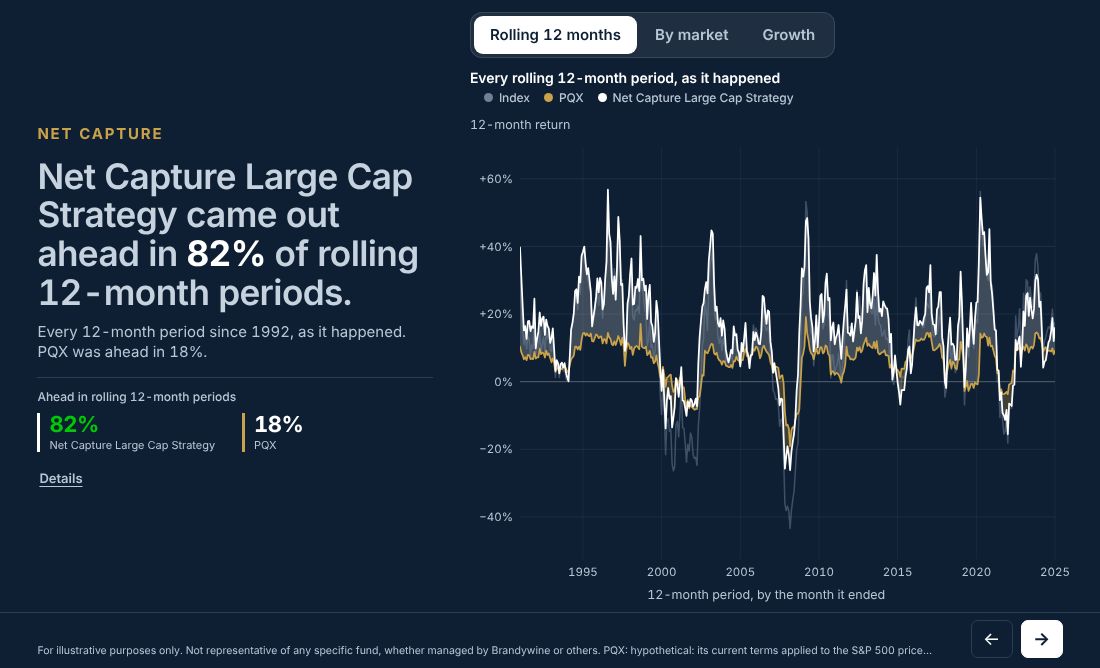 Rolling 12 months
By market
Growth
Every rolling 12-month period, as it happened
Index
PQX
Net Capture Large Cap Strategy
12-month return
NET CAPTURE
Net Capture Large Cap
Strategy came out
ahead in 82% of rolling
12-month periods.
Every 12-month period since 1992, as it happened.
PQX was ahead in 18%.
Ahead in rolling 12-month periods
82%
Net Capture Large Cap Strategy
18%
PQX
Details
+60%
+40%
+20%
0%
−20%
−40%
1995
2000
2005
2010
2015
2020
2025
12-month period, by the month it ended
For illustrative purposes only. Not representative of any specific fund, whether managed by Brandywine or others. PQX: hypothetical: its current terms applied to the S&P 500 price...